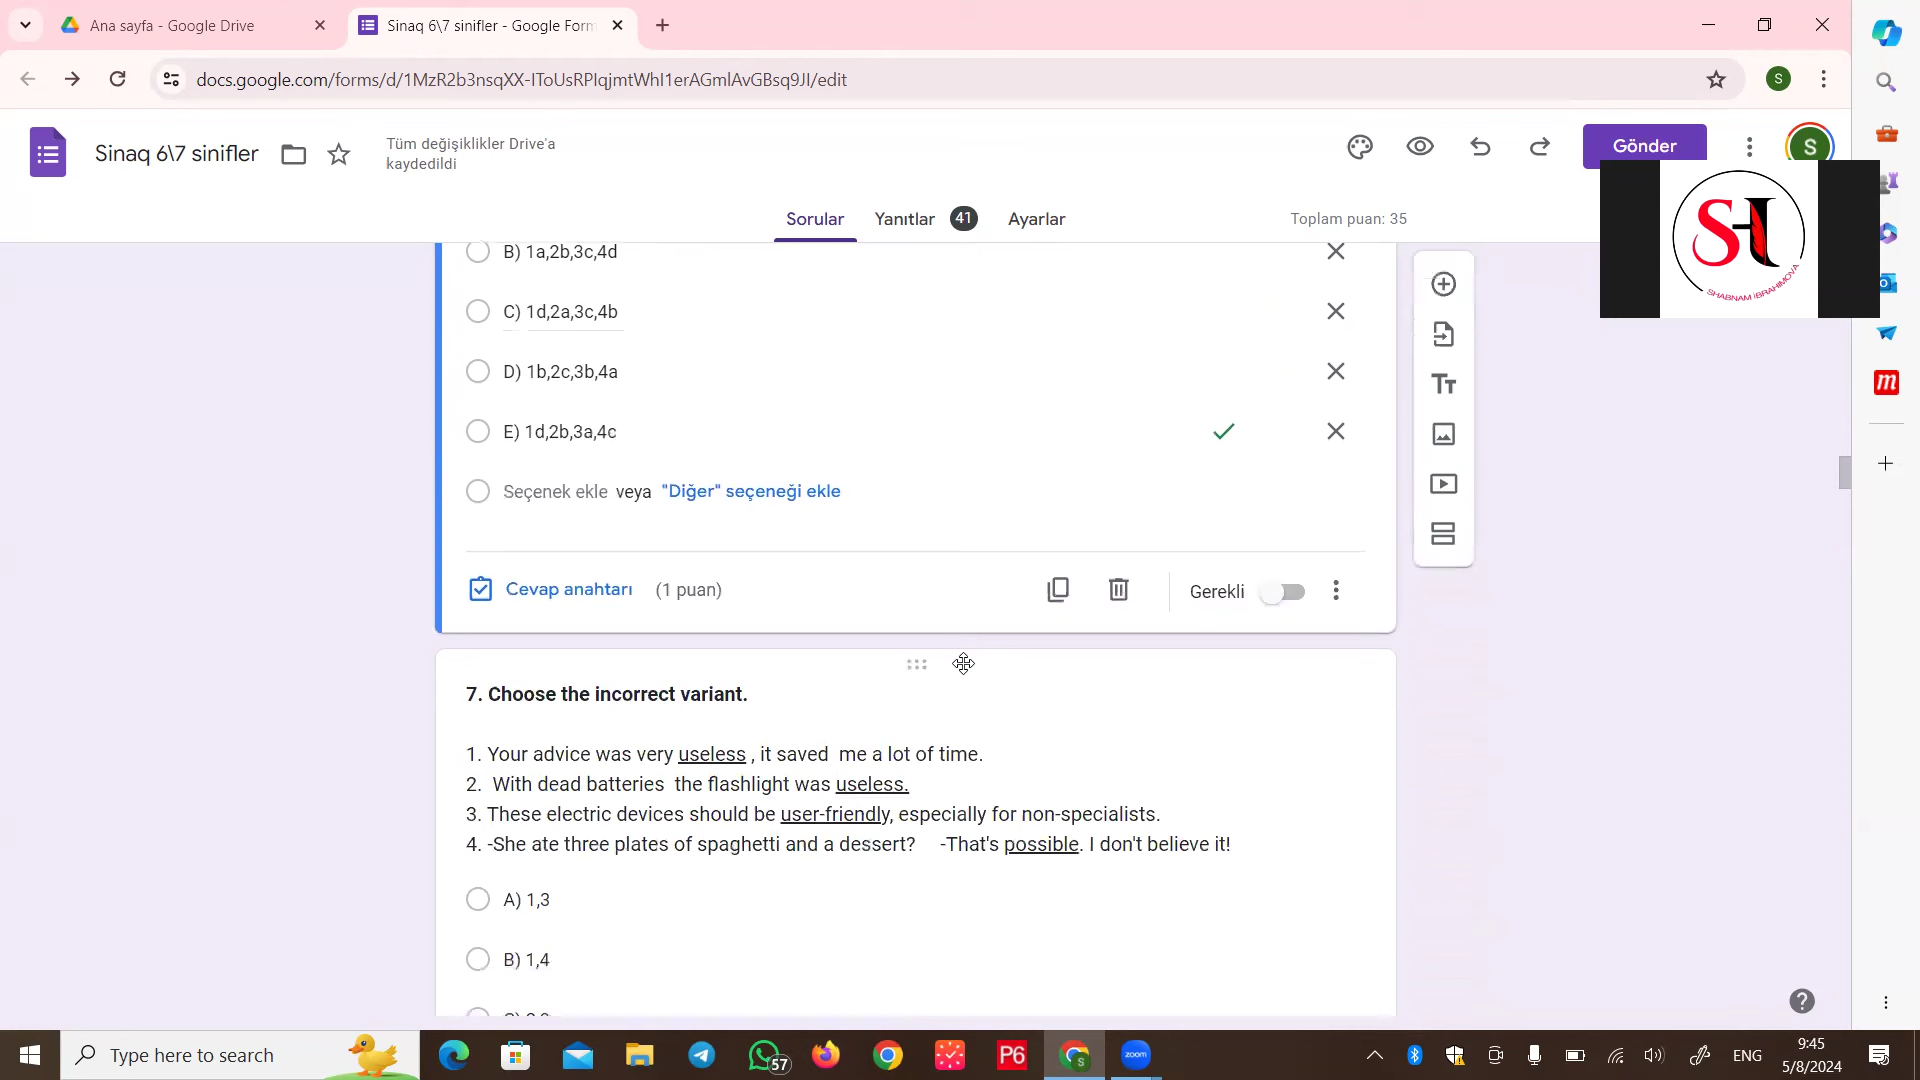 Ana sayfa - Google Drive
Sinaq 6\7 sinifler - Google Form
docs.google.com/forms/d/1MzR2b3nsqXX-IToUsRPIqjmtWhI1erAGmlAvGBsq9JI/edit
S
Sinaq 6\7 sinifler
Tüm değişiklikler Drive'a
kaydedildi
Gönder
S
Sorular
Yanıtlar 41
Ayarlar
Toplam puan: 35
SH
SHABNAM İBRAHIMOVA
B) 1a,2b,3c,4d
C) 1d,2a,3c,4b
D) 1b,2c,3b,4a
E) 1d,2b,3a,4c
Seçenek ekle veya "Diğer" seçeneği ekle
Cevap anahtarı (1 puan)
Gerekli
7. Choose the incorrect variant.
1. Your advice was very useless , it saved  me a lot of time.
2.  With dead batteries  the flashlight was useless.
3. These electric devices should be user-friendly, especially for non-specialists.
4. -She ate three plates of spaghetti and a dessert?    -That's possible. I don't believe it!
A) 1,3
B) 1,4
Type here to search
57
P6
S
zoom
ENG
9:45
5/8/2024